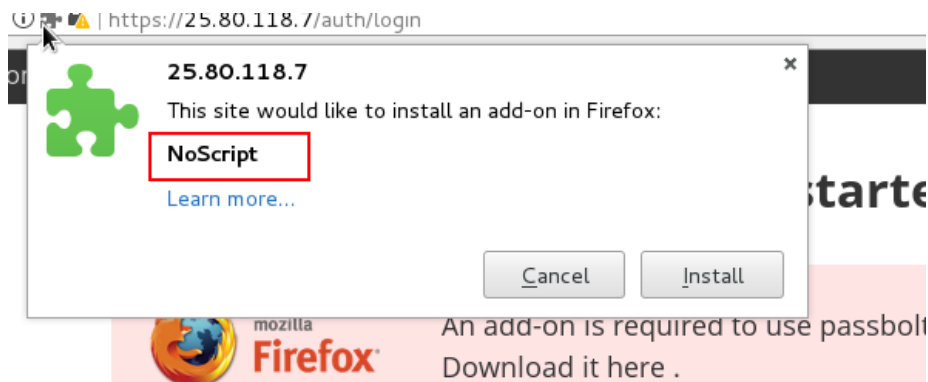 https://25.80.118.7/auth/login
25.80.118.7
This site would like to install an add-on in Firefox:
NoScript
Learn more...
Cancel
Install
mozilla
Firefox
An add-on is required to use passbolt
Download it here .